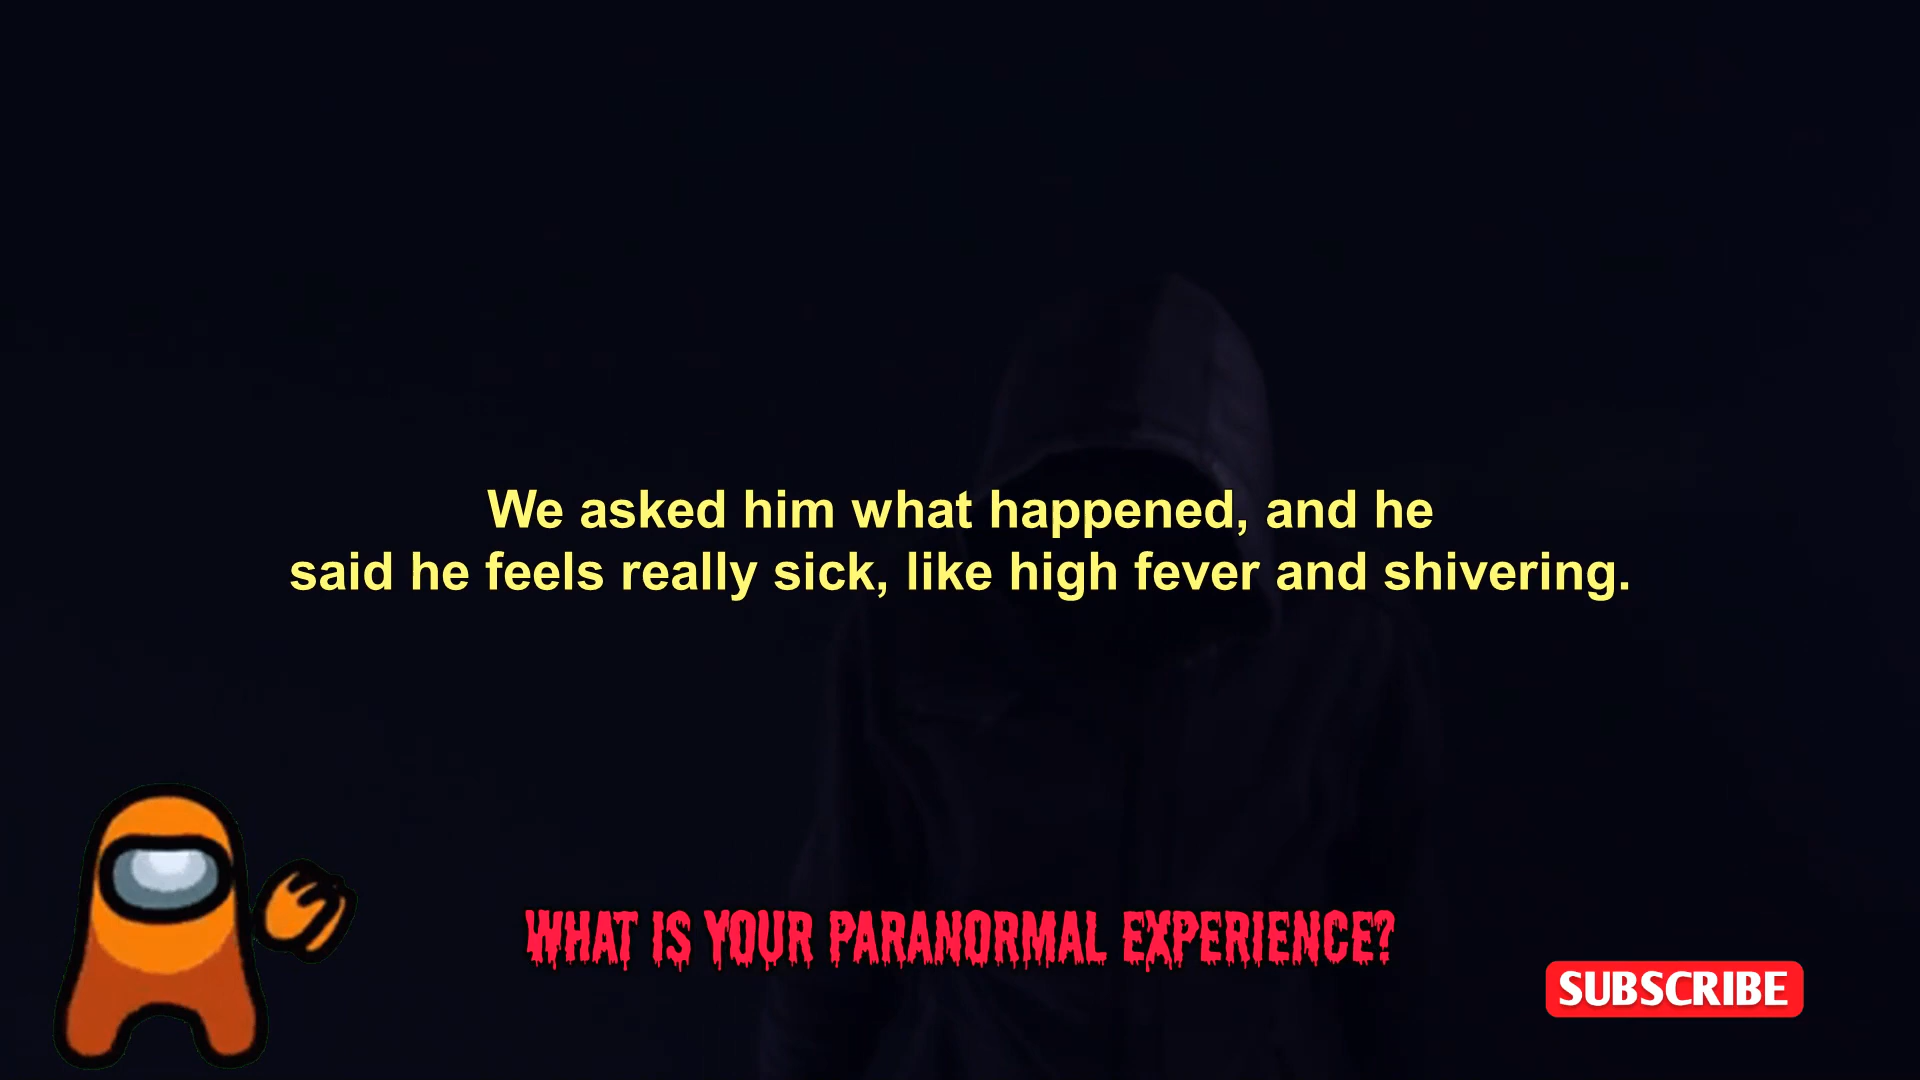 We asked him what happened, and he
said he feels really sick, like high fever and shivering.
WHAT IS YOUR PARANORMAL EXPERIENCE?
SUBSCRIBE